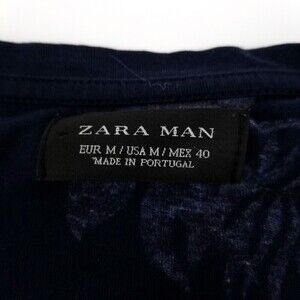 ZARA MAN
EUR M / USA M / MEX 40
MADE IN PORTUGAL